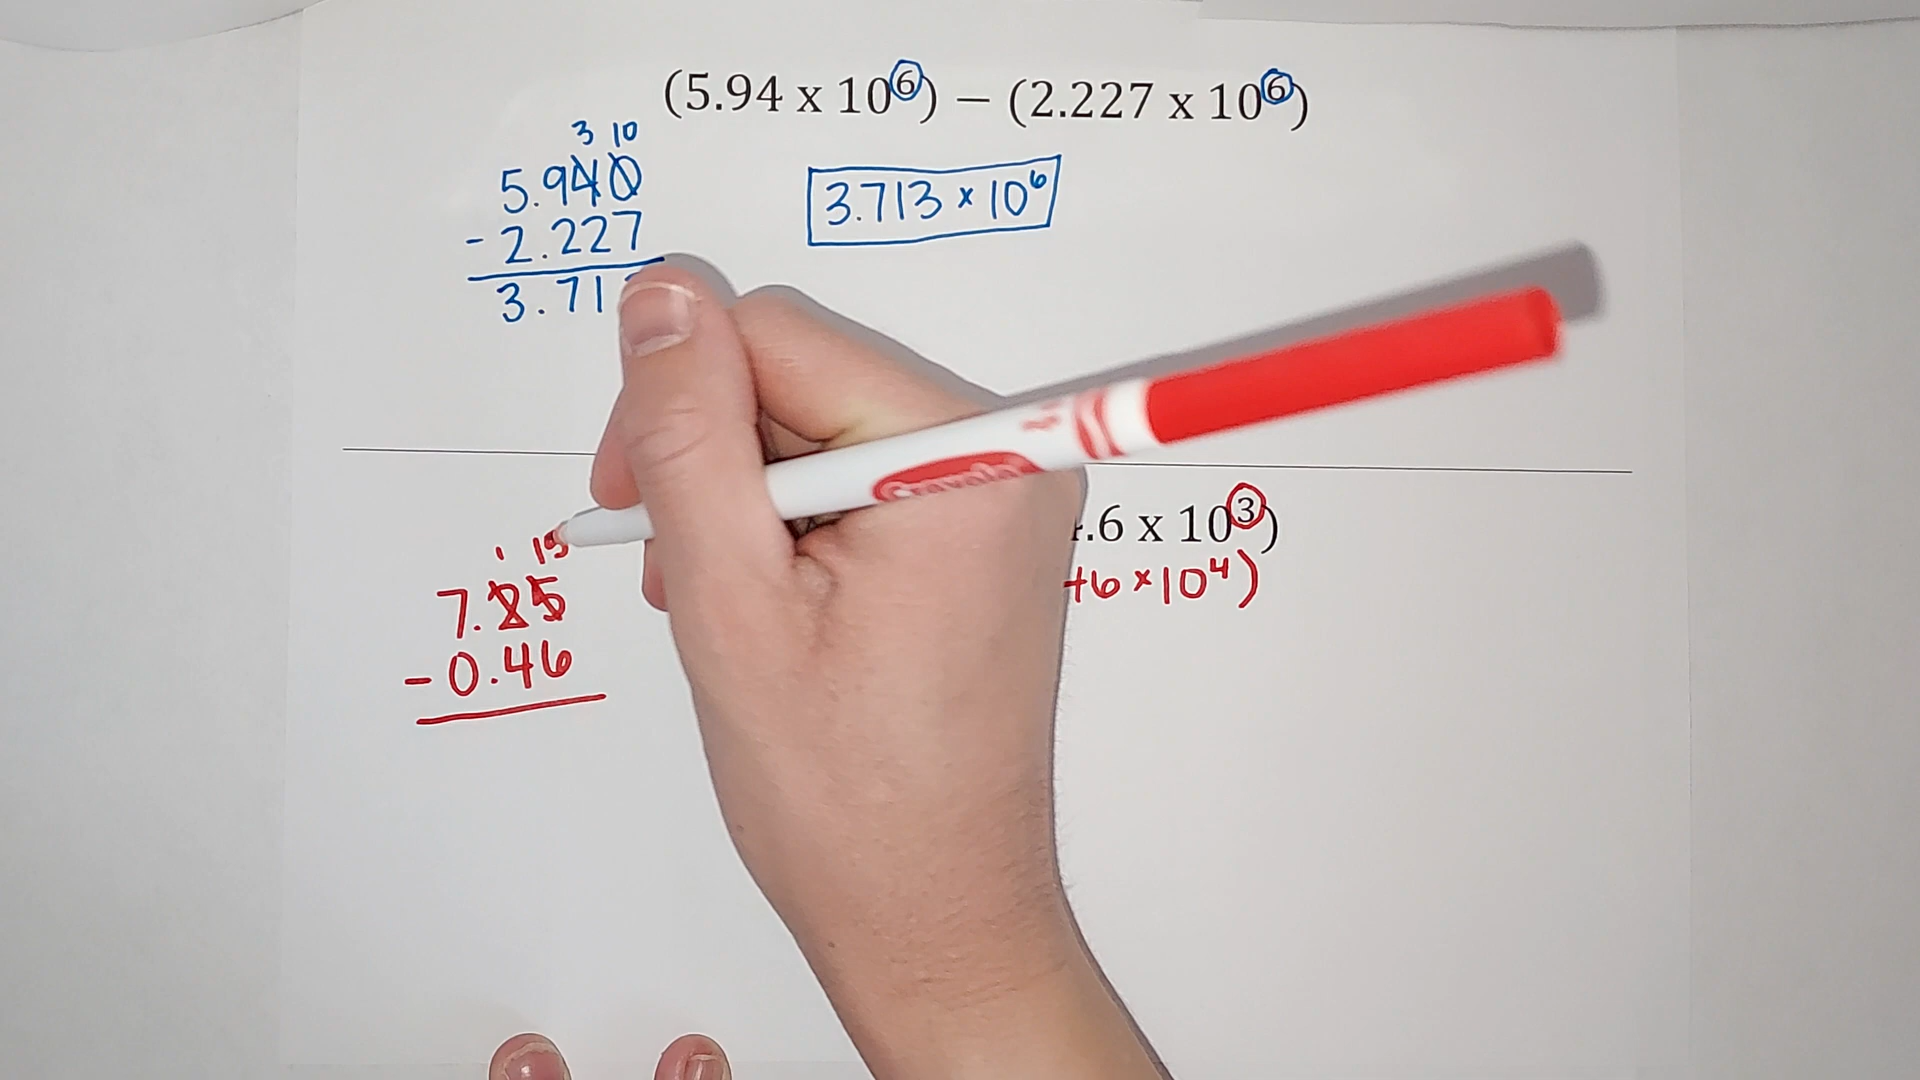 (5.94 x 10⁶) − (2.227 x 10⁶)
3 10
5.940
- 2.227
3.71
3.713 × 10⁶
Crayola
.6 x 10³)
46 × 10⁴)
1 15
7.25
- 0.46